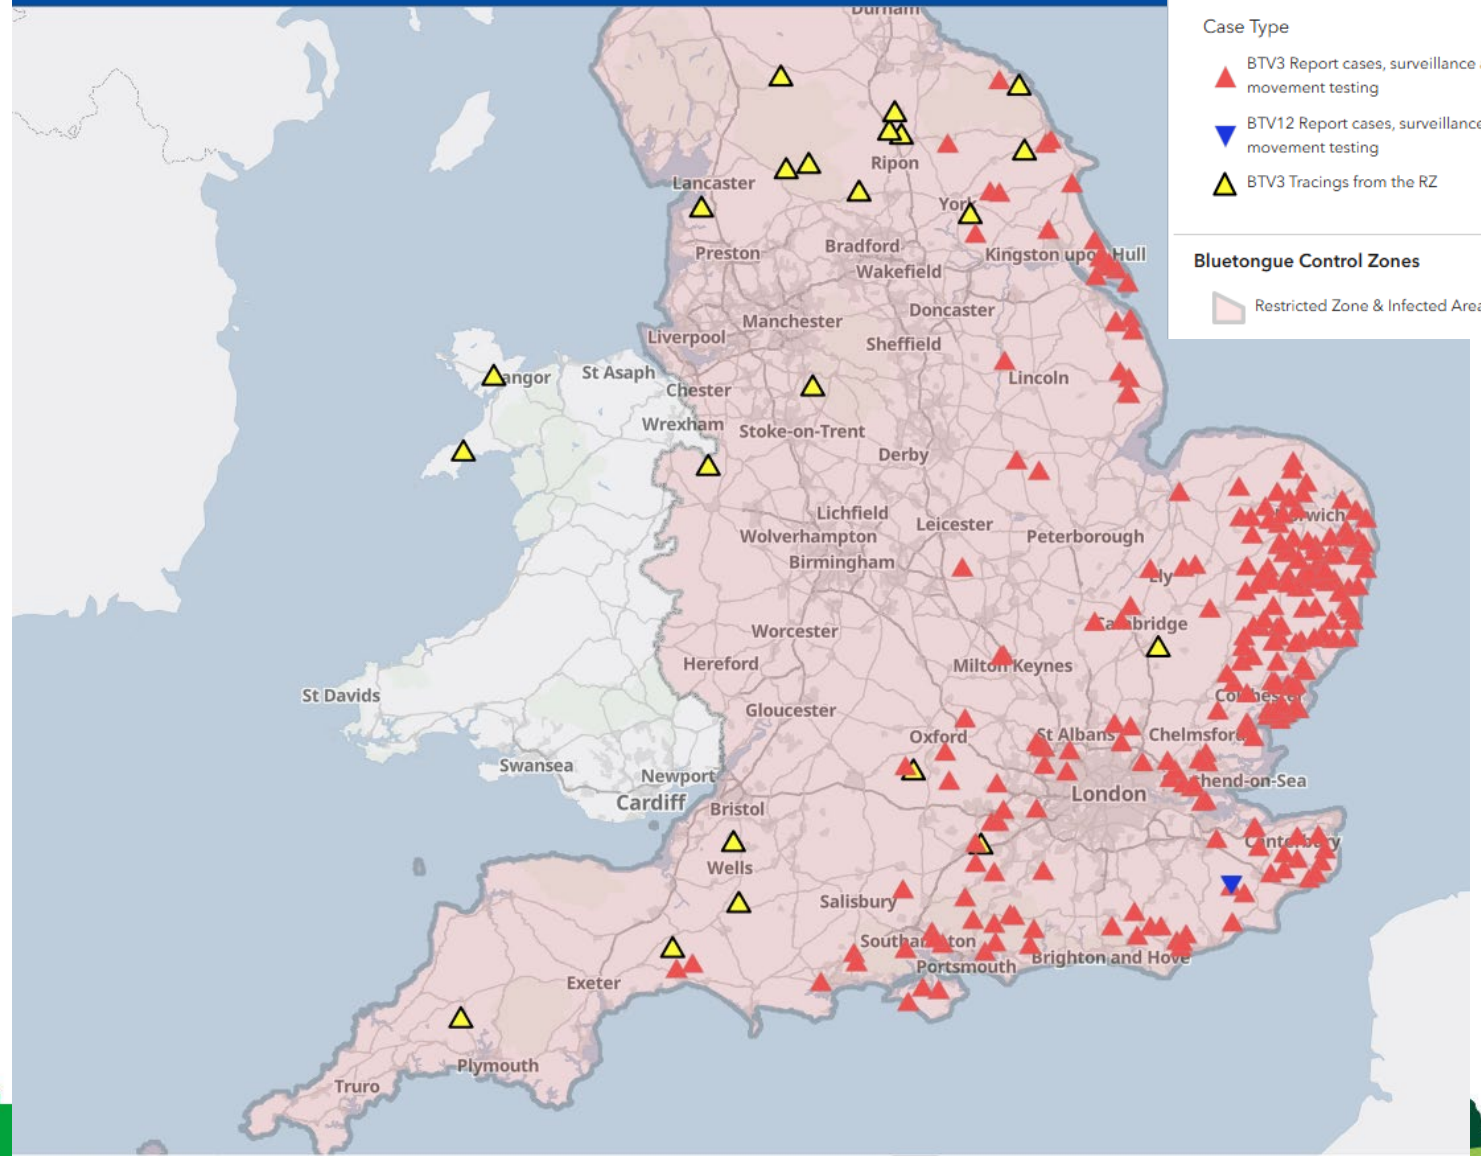 Durham
Case Type
BTV3 Report cases, surveillance
movement testing
BTV12 Report cases, surveillance
movement testing
BTV3 Tracings from the RZ
Bluetongue Control Zones
Restricted Zone & Infected Area
Ripon
Lancaster
York
Preston
Bradford
Kingston upon Hull
Wakefield
Doncaster
Manchester
Liverpool
Sheffield
St Asaph
Lincoln
Chester
Wrexham
Stoke-on-Trent
Derby
Lichfield
Leicester
Wolverhampton
Peterborough
Birmingham
Ely
Worcester
Cambridge
Hereford
Milton Keynes
St Davids
Gloucester
Oxford
St Albans
Chelmsford
Swansea
Newport
Cardiff
London
Bristol
Canterbury
Wells
Salisbury
Southampton
Brighton and Hove
Portsmouth
Exeter
Plymouth
Truro